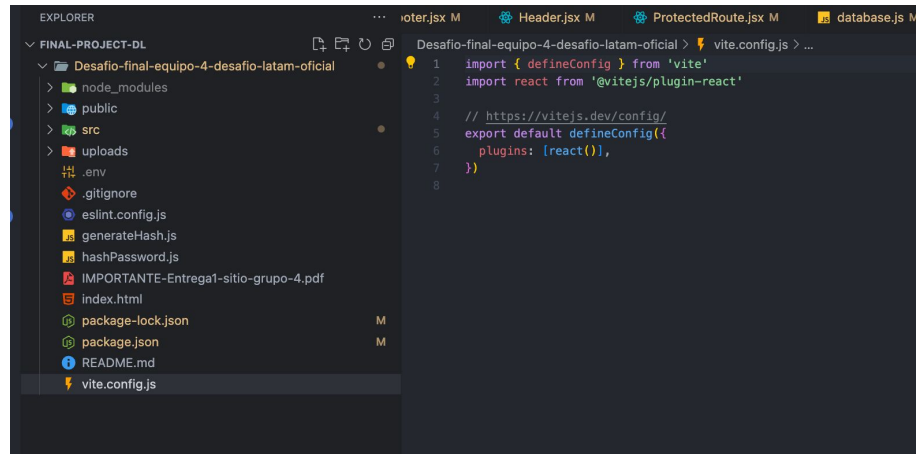 EXPLORER
FINAL-PROJECT-DL
Desafio-final-equipo-4-desafio-latam-oficial
node_modules
public
src
uploads
.env
.gitignore
eslint.config.js
generateHash.js
hashPassword.js
IMPORTANTE-Entrega1-sitio-grupo-4.pdf
index.html
package-lock.json M
package.json M
README.md
vite.config.js
ooter.jsx M Header.jsx M ProtectedRoute.jsx M JS database.js M
Desafio-final-equipo-4-desafio-latam-oficial > vite.config.js > ...
1 import { defineConfig } from 'vite'
2 import react from '@vitejs/plugin-react'
3
4 // https://vitejs.dev/config/
5 export default defineConfig({
6 plugins: [react()],
7 })
8